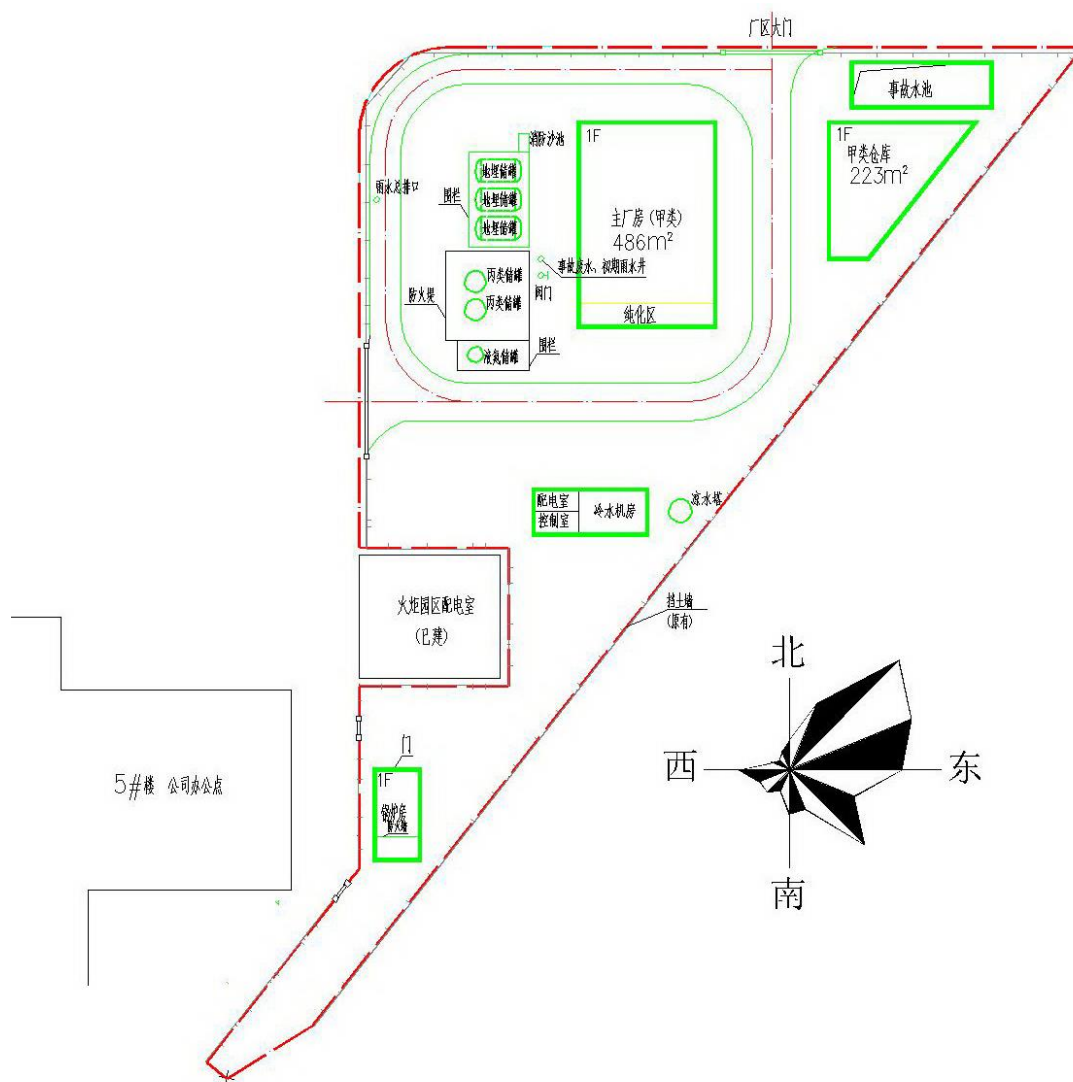 厂区大门
事故水池
1F
甲类仓库
223m²
消防沙池
1F
地埋储罐
雨水总排口
围栏
地埋储罐
地埋储罐
主厂房(甲类)
486m²
丙类储罐
事故废水、初期雨水井
防火堤
丙类储罐
阀门
纯化区
液氮储罐
围栏
配电室
控制室
冷水机房
凉水塔
火炬园区配电室
(已建)
挡土墙
(原有)
北
西
东
南
门
1F
5#楼 公司办公点
锅炉房
防火墙